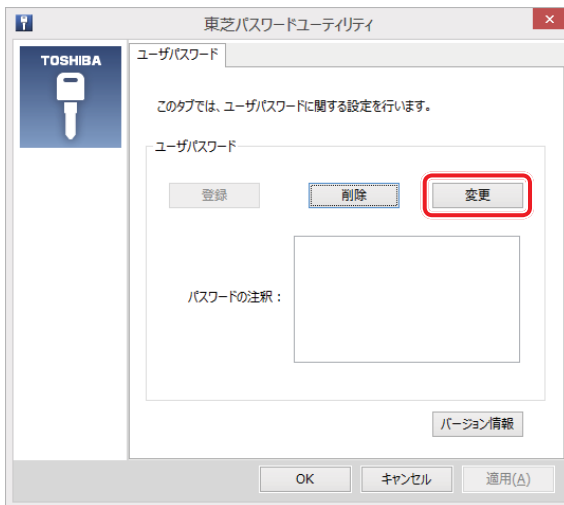 東芝パスワードユーティリティ
TOSHIBA
ユーザパスワード
このタブでは、ユーザパスワードに関する設定を行います。
ユーザパスワード
登録 削除 変更
パスワードの注釈：
バージョン情報
OK キャンセル 適用(A)